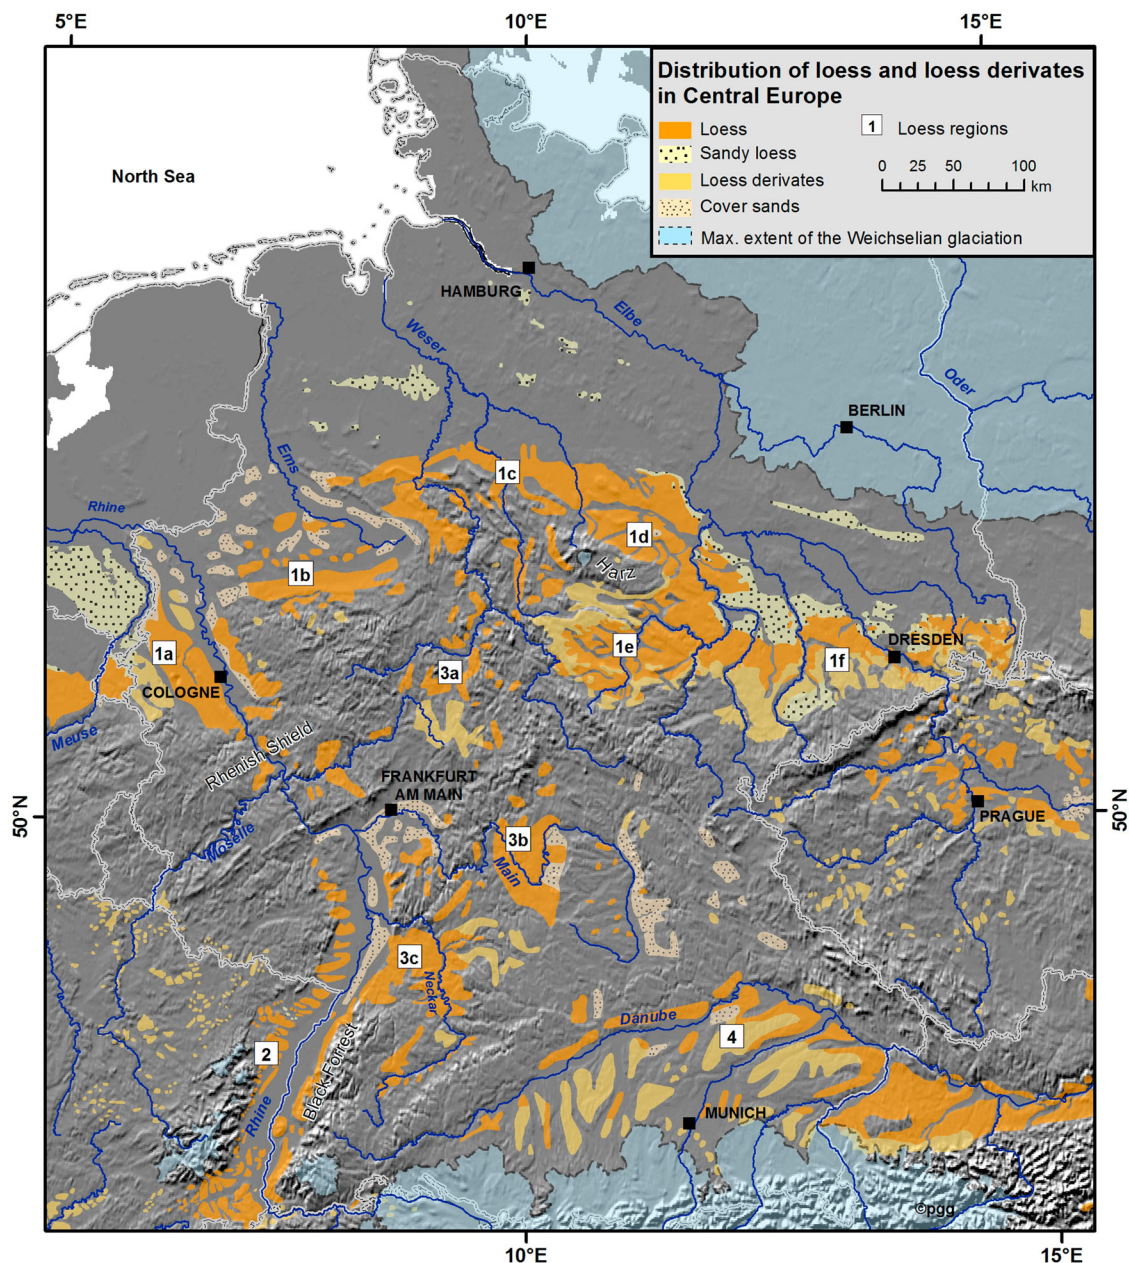 5°E
10°E
15°E
Distribution of loess and loess derivates
in Central Europe
Loess
1
Loess regions
Sandy loess
0 25 50 100
km
Loess derivates
Cover sands
Max. extent of the Weichselian glaciation
North Sea
HAMBURG
Elbe
Weser
Oder
BERLIN
Ems
1c
Rhine
1d
Harz
1b
1a
1e
DRESDEN
1f
3a
COLOGNE
Meuse
Rhenish Shield
FRANKFURT
AM MAIN
50°N
50°N
PRAGUE
Moselle
3b
Main
3c
Neckar
Danube
4
2
Black Forrest
Rhine
MUNICH
©pgg
10°E
15°E